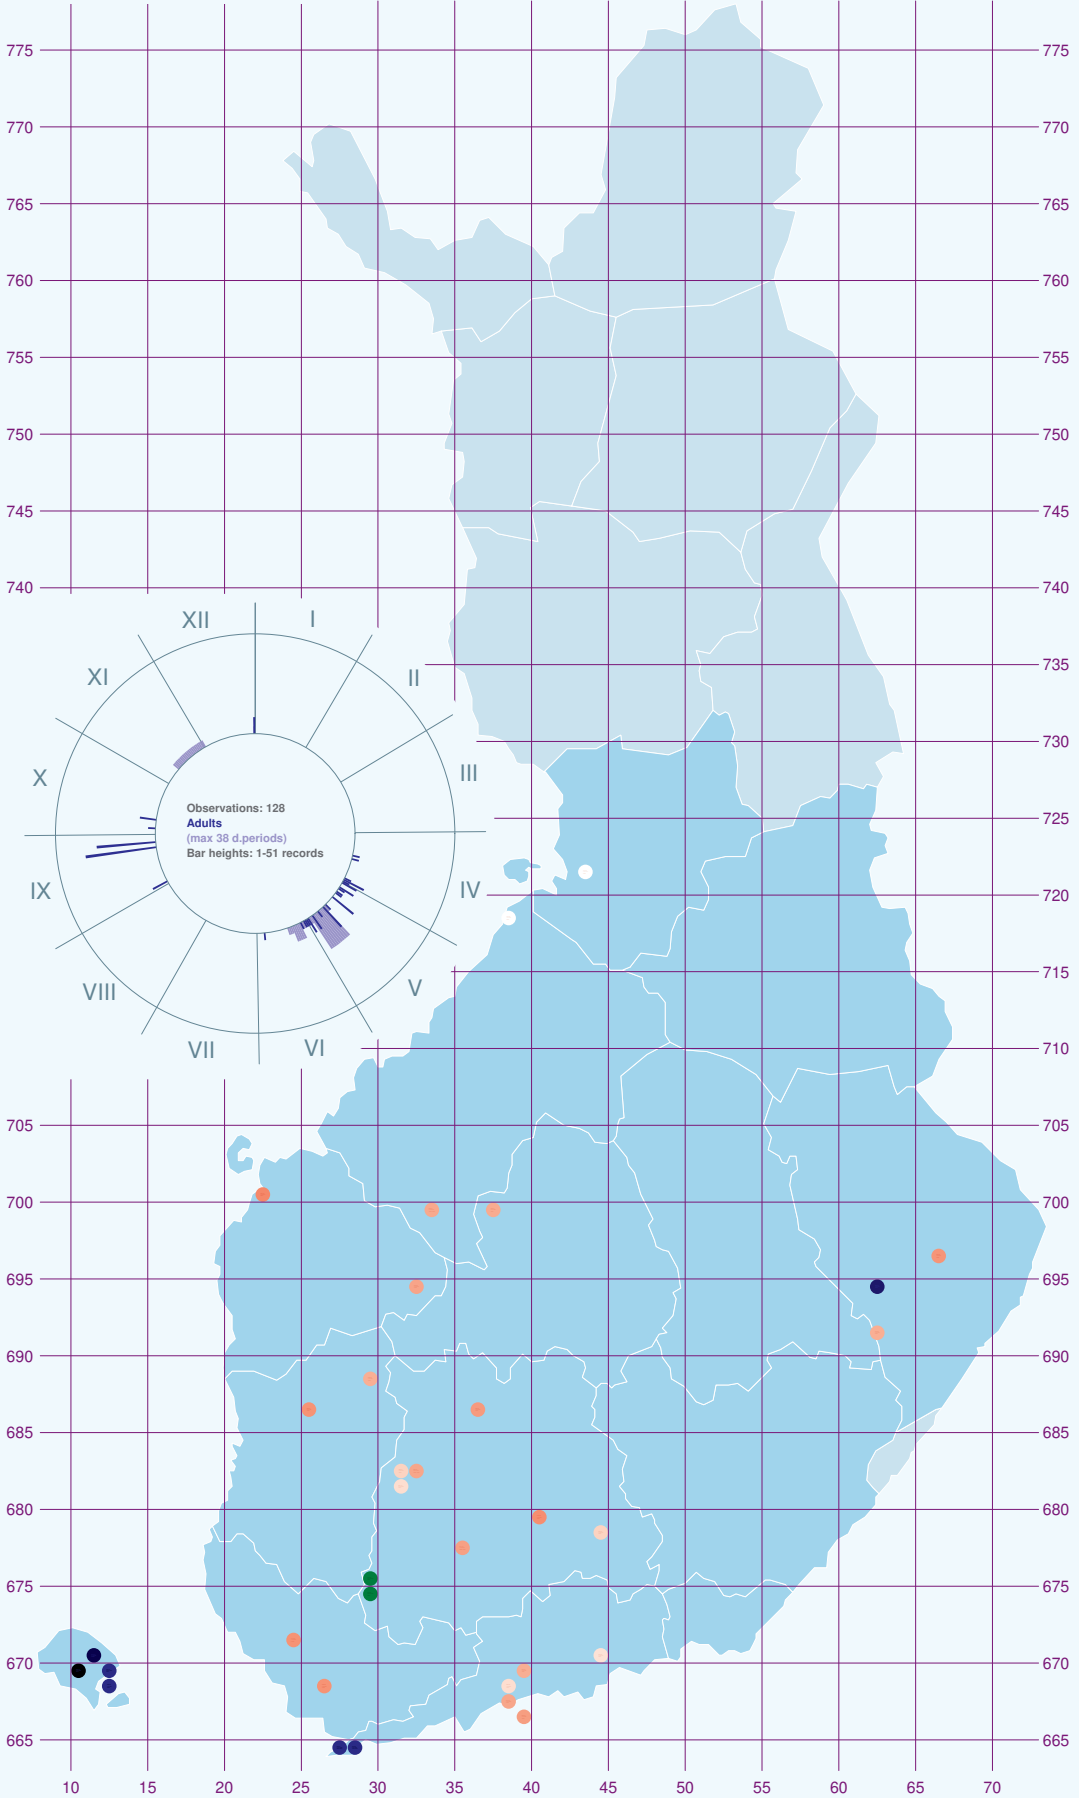 775 775
770 770
765 765
760 760
755 755
750 750
745 745
740 740
735
730
725
720
715
710
705 705
700 700
695 695
690 690
685 685
680 680
675 675
670 670
665 665
XII I
XI II
X III
IX IV
VIII V
VII VI
Observations: 128
Adults
(max 38 d.periods)
Bar heights: 1-51 records
10 15 20 25 30 35 40 45 50 55 60 65 70